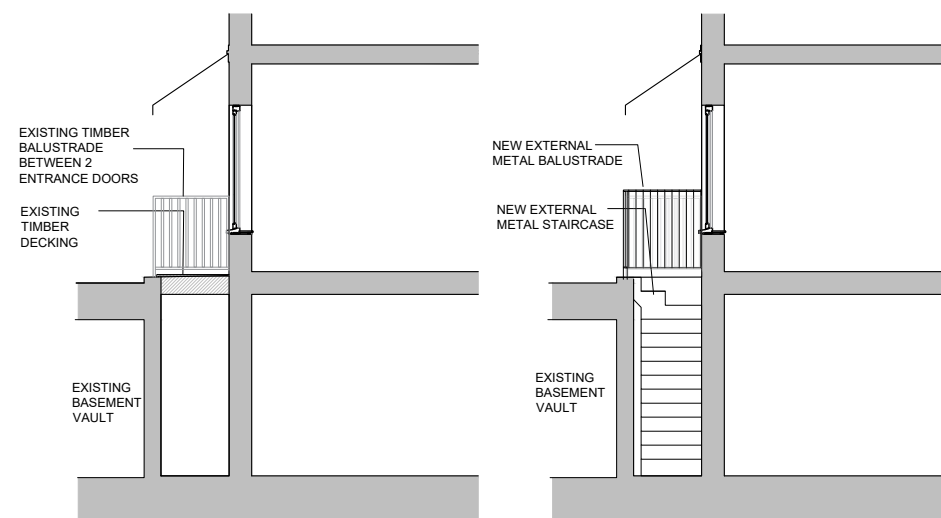 EXISTING TIMBER
BALUSTRADE
BETWEEN 2
ENTRANCE DOORS
EXISTING
TIMBER
DECKING
EXISTING
BASEMENT
VAULT
NEW EXTERNAL
METAL BALUSTRADE
NEW EXTERNAL
METAL STAIRCASE
EXISTING
BASEMENT
VAULT